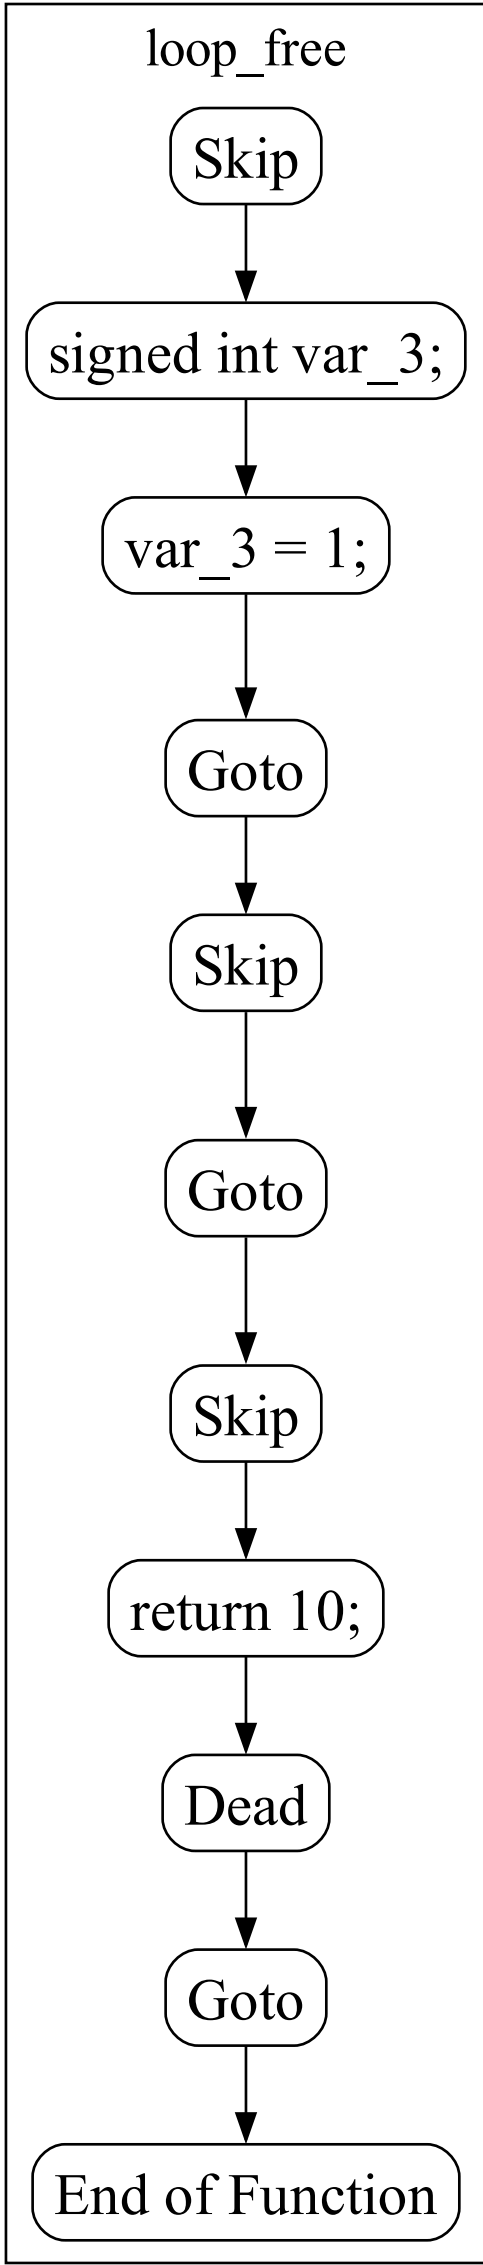 loop_free
Skip
signed int var_3;
var_3 = 1;
Goto
Skip
Goto
Skip
return 10;
Dead
Goto
End of Function